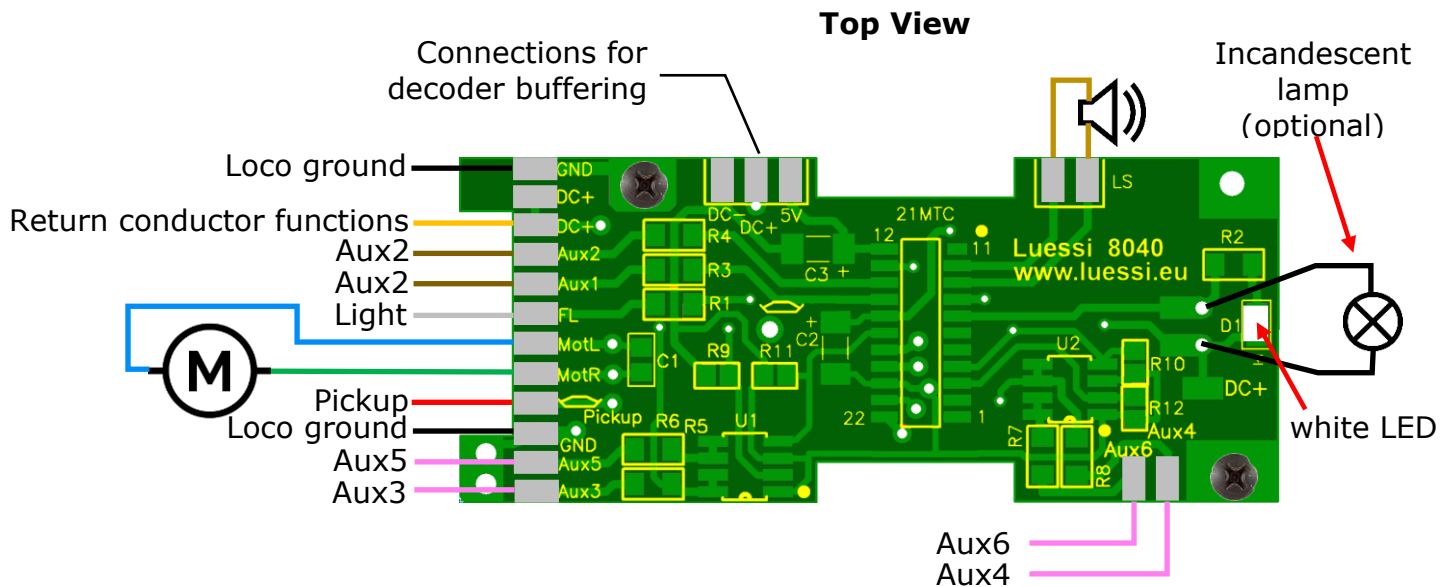 Top View
Connections for
decoder buffering
Incandescent
lamp
(optional)
Loco ground
Return conductor functions
Aux2
Aux2
Light
M
Pickup
Loco ground
Aux5
Aux3
GND
DC+
DC+
Aux2
Aux1
FL
MotL
MotR
Pickup
GND
Aux5
Aux3
DC-
DC+
5V
R4
R3
R1
C1
R9
R11
R6
R5
U1
C3 +
+
C2
21MTC
12
11
22
1
LS
Luessi 8040
www.luessi.eu
R2
D1
U2
R10
R12
DC+
Aux4
Aux6
R7
R8
white LED
Aux6
Aux4